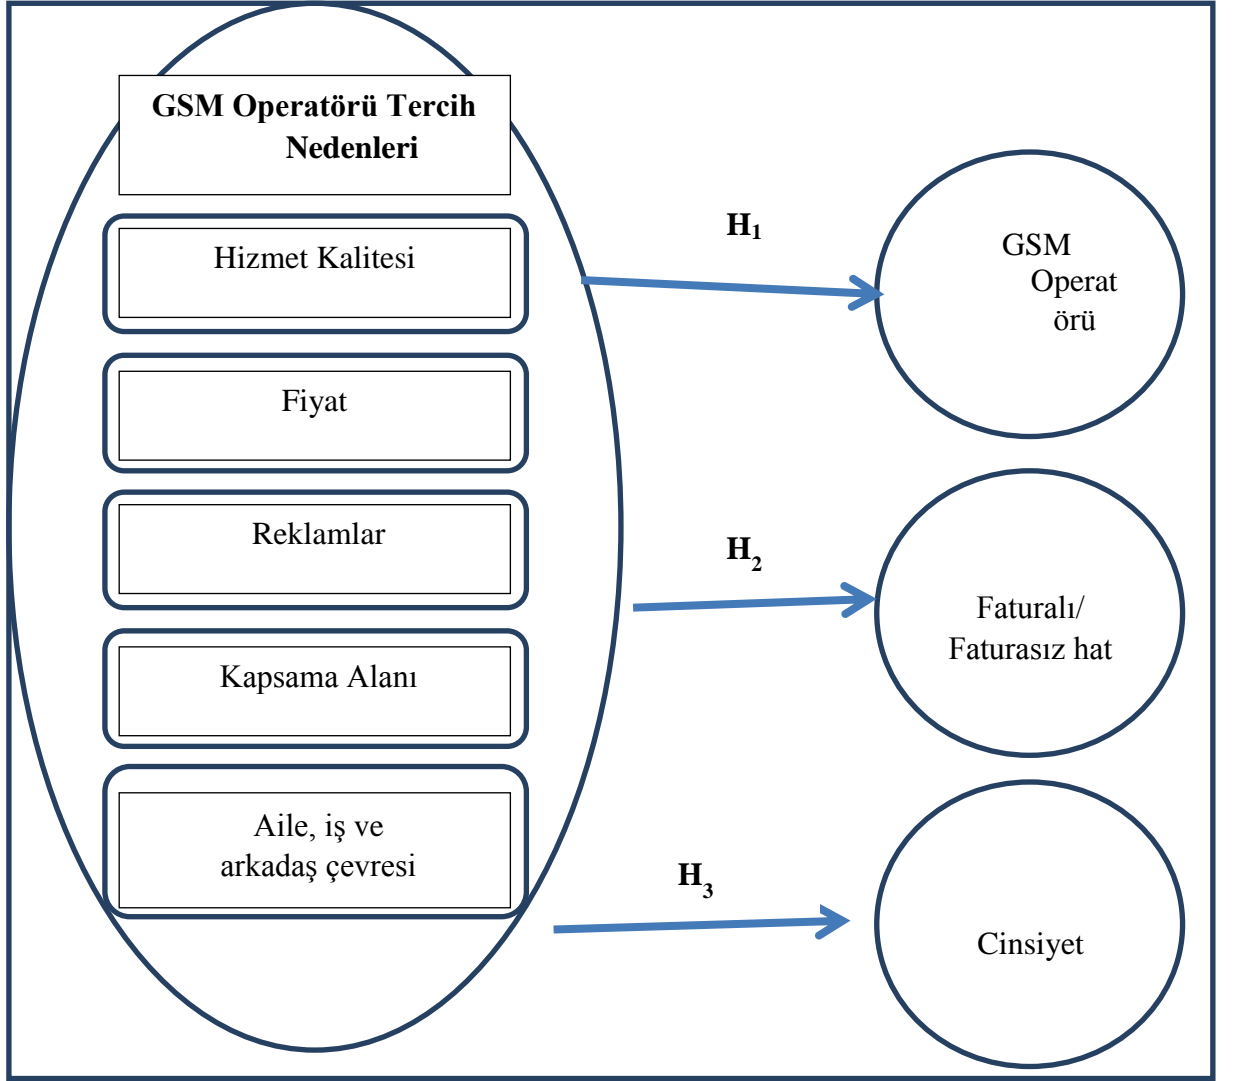 GSM Operatörü Tercih
Nedenleri
Hizmet Kalitesi
Fiyat
Reklamlar
Kapsama Alanı
Aile, iş ve
arkadaş çevresi
H₁
H₂
H₃
GSM
Operat
örü
Faturalı/
Faturasız hat
Cinsiyet